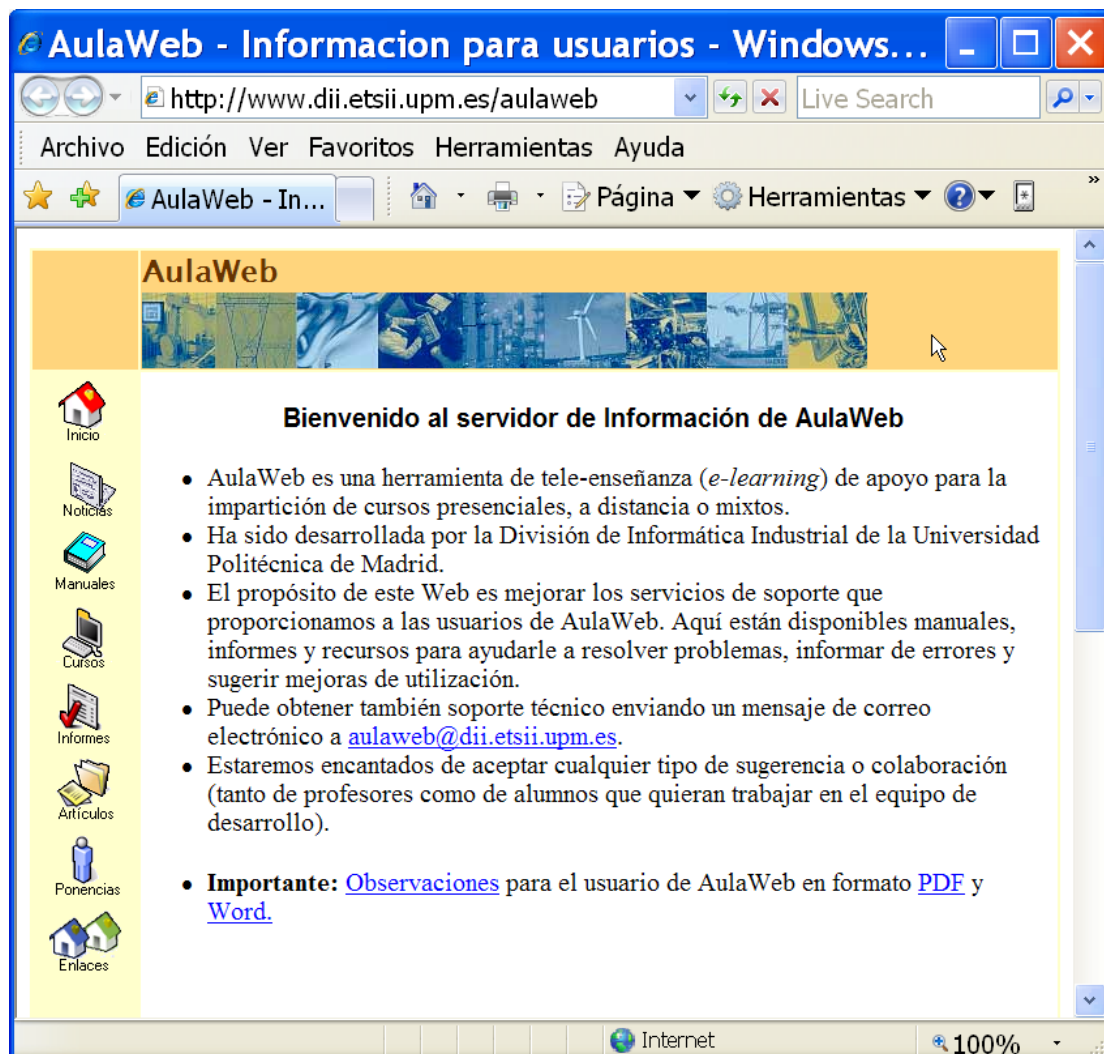 AulaWeb - Informacion para usuarios - Windows...
http://www.dii.etsii.upm.es/aulaweb
Live Search
Archivo Edición Ver Favoritos Herramientas Ayuda
AulaWeb - In...
Página
Herramientas
»
AulaWeb
Inicio
Noticias
Manuales
Cursos
Informes
Artículos
Ponencias
Enlaces
Bienvenido al servidor de Información de AulaWeb
• AulaWeb es una herramienta de tele-enseñanza (e-learning) de apoyo para la
impartición de cursos presenciales, a distancia o mixtos.
• Ha sido desarrollada por la División de Informática Industrial de la Universidad
Politécnica de Madrid.
• El propósito de este Web es mejorar los servicios de soporte que
proporcionamos a las usuarios de AulaWeb. Aquí están disponibles manuales,
informes y recursos para ayudarle a resolver problemas, informar de errores y
sugerir mejoras de utilización.
• Puede obtener también soporte técnico enviando un mensaje de correo
electrónico a aulaweb@dii.etsii.upm.es.
• Estaremos encantados de aceptar cualquier tipo de sugerencia o colaboración
(tanto de profesores como de alumnos que quieran trabajar en el equipo de
desarrollo).
• Importante: Observaciones para el usuario de AulaWeb en formato PDF y
Word.
Internet
100%